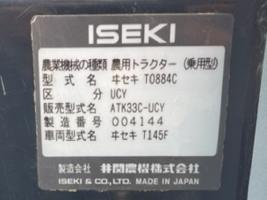 ISEKI
農業機械の種類 農用トラクター(乗用型)
型式名 ヰセキ T0884C
区分 UCY
販売型式名 ATK33C-UCY
製造番号 004144
車両型式名 ヰセキ T145F
製造会社 井関農機株式会社
ISEKI & CO., LTD. MADE IN JAPAN